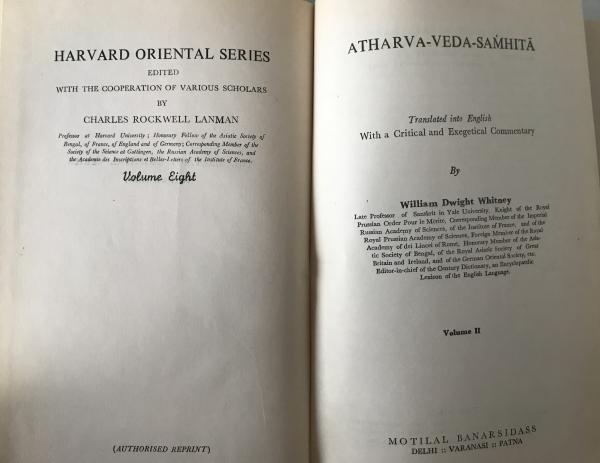 HARVARD ORIENTAL SERIES
EDITED
WITH THE COOPERATION OF VARIOUS SCHOLARS
BY
CHARLES ROCKWELL LANMAN
Professor at Harvard University ; Honorary Fellow of the Asiatic Society of
Bengal, of France, of England and of Germany ; Corresponding Member of the
Society of the Science at Gottingen, the Russian Academy of Sciences, and
the Academie des Inscriptions et Belles-Lettres of the Institute of France.
Volume Eight
(AUTHORISED REPRINT)
ATHARVA-VEDA-SAṀHITĀ
Translated into English
With a Critical and Exegetical Commentary
By
William Dwight Whitney
Late Professor of Sanskrit in Yale University, Knight of the Royal
Prussian Order Pour le Mérite, Corresponding Member of the Imperial
Russian Academy of Sciences, of the Institute of France, and of the
Royal Prussian Academy of Sciences, Foreign Member of the Royal
Academy of dei Lincei of Rome, Honorary Member of the Asia-
tic Society of Bengal, of the Royal Asiatic Society of Great
Britain and Ireland, and of the German Oriental Society, etc.
Editor-in-chief of the Century Dictionary, an Encyclopaedic
Lexicon of the English Language.
Volume II
MOTILAL BANARSIDASS
DELHI :: VARANASI :: PATNA